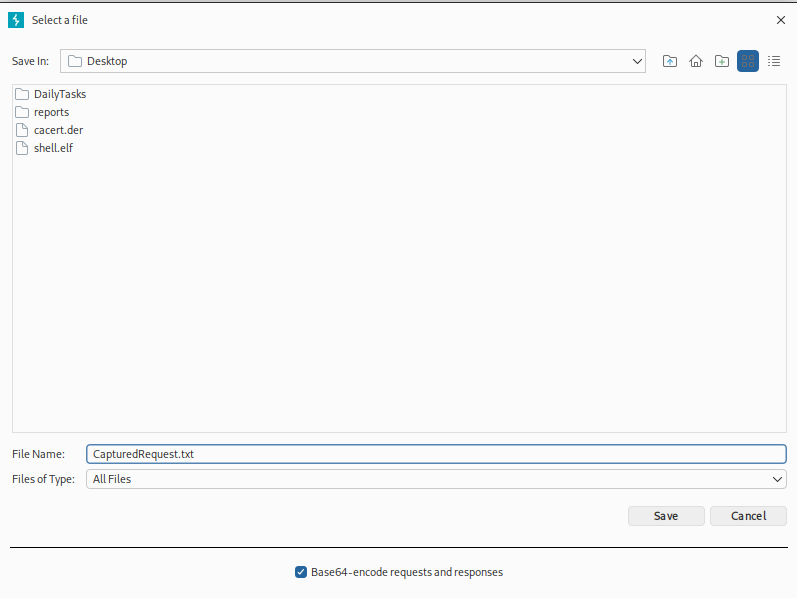 Select a file
Save In: Desktop
DailyTasks
reports
cacert.der
shell.elf
File Name: CapturedRequest.txt
Files of Type: All Files
Save Cancel
Base64-encode requests and responses